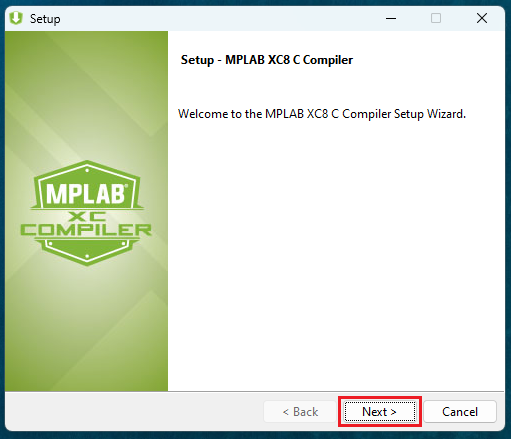 Setup
Setup - MPLAB XC8 C Compiler
Welcome to the MPLAB XC8 C Compiler Setup Wizard.
MPLAB®
XC
COMPILER
< Back
Next >
Cancel